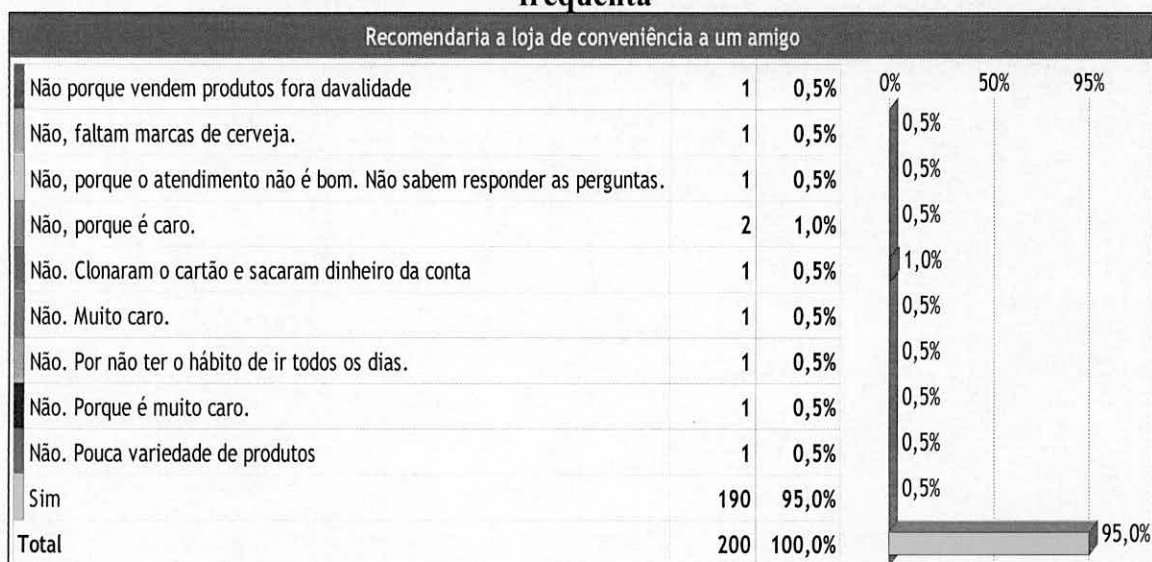 frequenta
Recomendaria a loja de conveniência a um amigo
Não porque vendem produtos fora davalidade 1 0,5%
Não, faltam marcas de cerveja. 1 0,5%
Não, porque o atendimento não é bom. Não sabem responder as perguntas. 1 0,5%
Não, porque é caro. 2 1,0%
Não. Clonaram o cartão e sacaram dinheiro da conta 1 0,5%
Não. Muito caro. 1 0,5%
Não. Por não ter o hábito de ir todos os dias. 1 0,5%
Não. Porque é muito caro. 1 0,5%
Não. Pouca variedade de produtos 1 0,5%
Sim 190 95,0%
Total 200 100,0%
0% 50% 95%
0,5%
0,5%
0,5%
1,0%
0,5%
0,5%
0,5%
0,5%
0,5%
95,0%